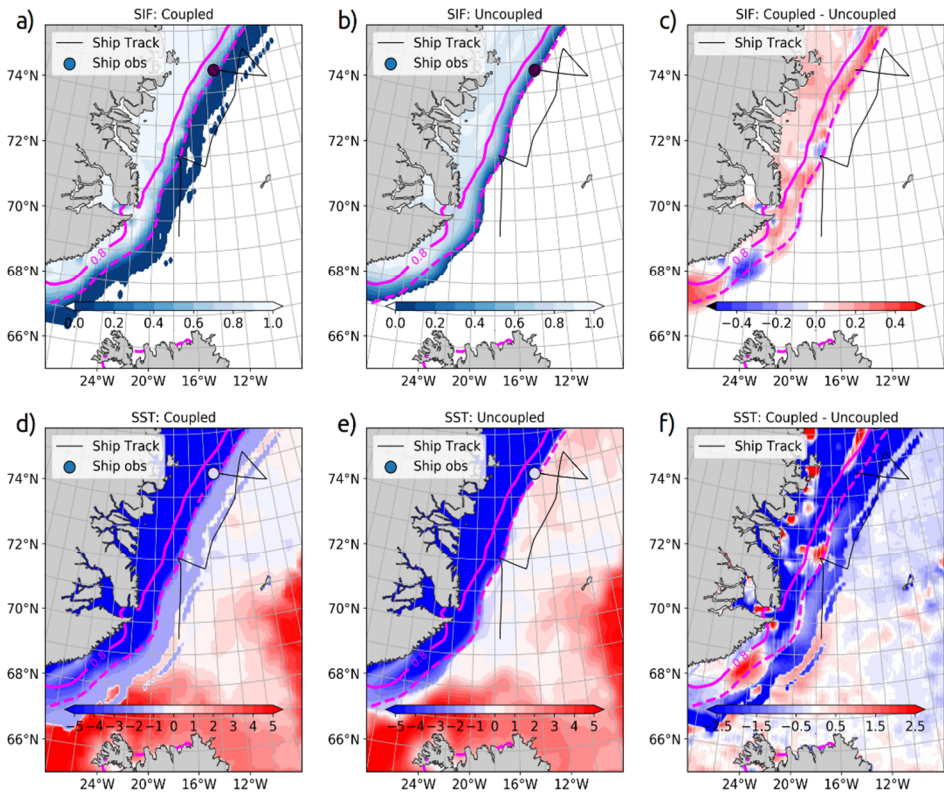 a) SIF: Coupled
Ship Track
Ship obs
74°N
72°N
70°N
68°N
66°N
0.8
0.0 0.2 0.4 0.6 0.8 1.0
24°W 20°W 16°W 12°W
b) SIF: Uncoupled
Ship Track
Ship obs
74°N
72°N
70°N
68°N
66°N
0.8
0.0 0.2 0.4 0.6 0.8 1.0
24°W 20°W 16°W 12°W
c) SIF: Coupled - Uncoupled
Ship Track
74°N
72°N
70°N
68°N
66°N
0.8
−0.4 −0.2 0.0 0.2 0.4
24°W 20°W 16°W 12°W
d) SST: Coupled
Ship Track
Ship obs
74°N
72°N
70°N
68°N
66°N
0.8
−5 −4 −3 −2 −1 0 1 2 3 4 5
24°W 20°W 16°W 12°W
e) SST: Uncoupled
Ship Track
Ship obs
74°N
72°N
70°N
68°N
66°N
0.8
−5 −4 −3 −2 −1 0 1 2 3 4 5
24°W 20°W 16°W 12°W
f) SST: Coupled - Uncoupled
Ship Track
74°N
72°N
70°N
68°N
66°N
0.8
−1.5 −0.5 0.5 1.5 2.5
24°W 20°W 16°W 12°W